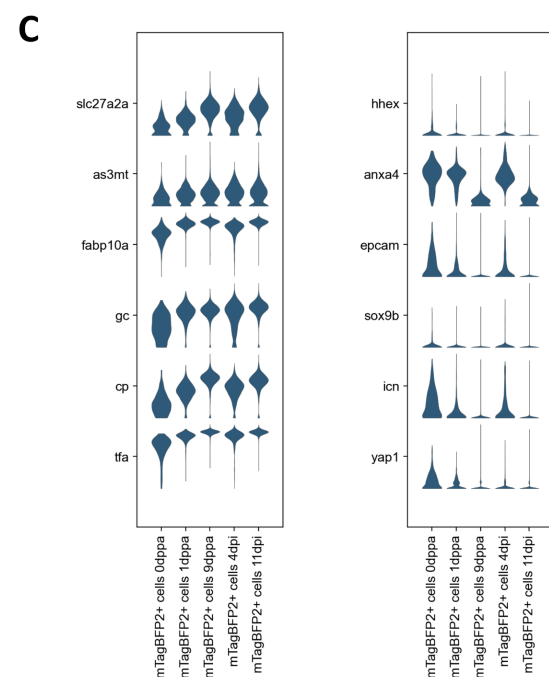 C
slc27a2a
as3mt
fabp10a
gc
cp
tfa
mTagBFP2+ cells 0dppa
mTagBFP2+ cells 1dppa
mTagBFP2+ cells 9dppa
mTagBFP2+ cells 4dpi
mTagBFP2+ cells 11dpi
hhex
anxa4
epcam
sox9b
icn
yap1
mTagBFP2+ cells 0dppa
mTagBFP2+ cells 1dppa
mTagBFP2+ cells 9dppa
mTagBFP2+ cells 4dpi
mTagBFP2+ cells 11dpi